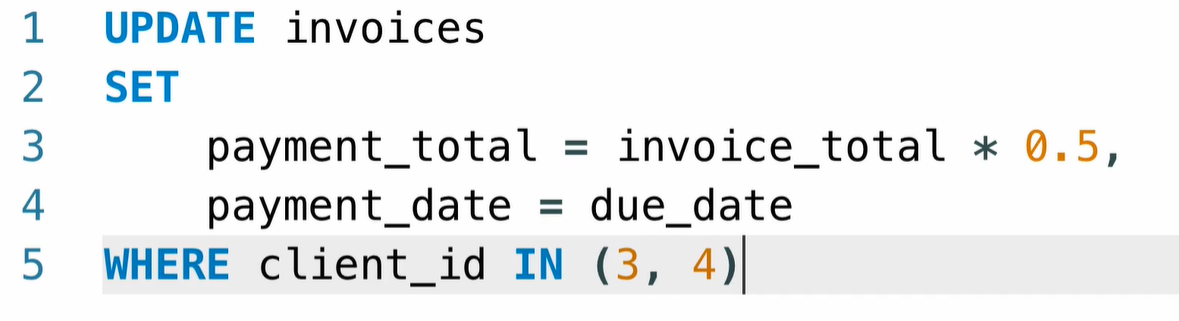 1 UPDATE invoices
2 SET
3     payment_total = invoice_total * 0.5,
4     payment_date = due_date
5 WHERE client_id IN (3, 4)